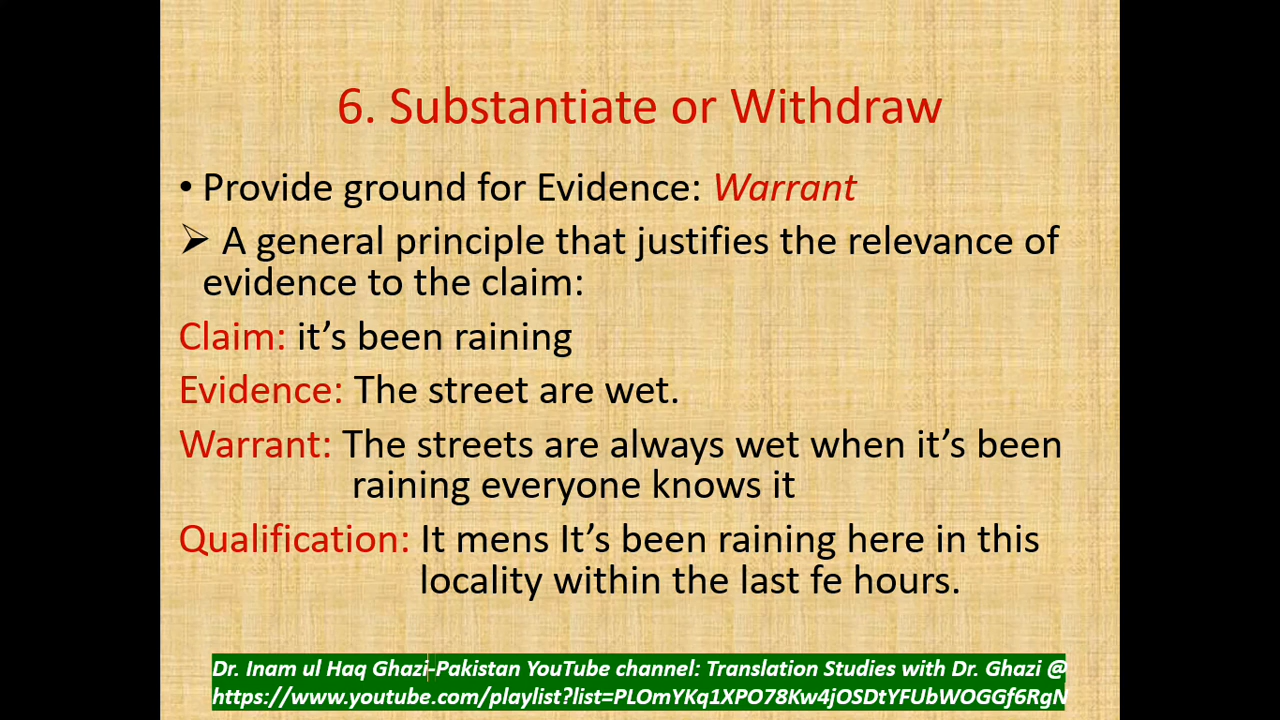 6. Substantiate or Withdraw
• Provide ground for Evidence: Warrant
➢ A general principle that justifies the relevance of
evidence to the claim:
Claim: it’s been raining
Evidence: The street are wet.
Warrant: The streets are always wet when it’s been
raining everyone knows it
Qualification: It mens It’s been raining here in this
locality within the last fe hours.
Dr. Inam ul Haq Ghazi-Pakistan YouTube channel: Translation Studies with Dr. Ghazi @
https://www.youtube.com/playlist?list=PLOmYKq1XPO78Kw4jOSDtYFUbWOGGf6RgN